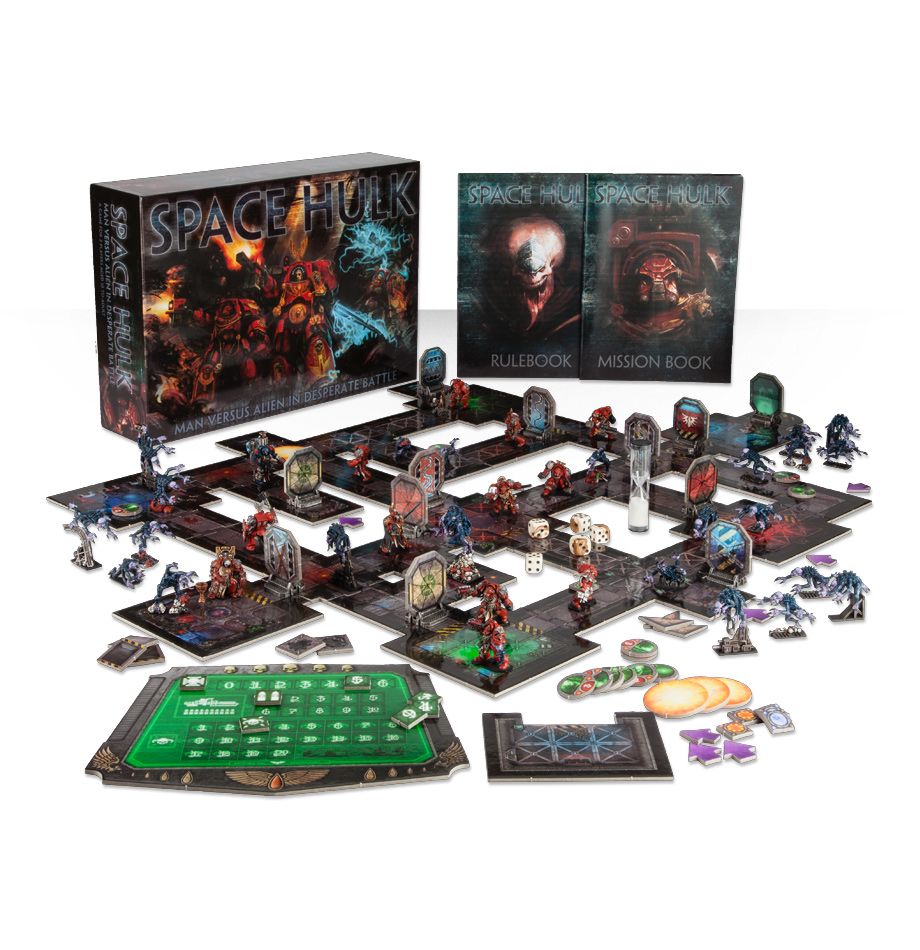 SPACE HULK
MAN VERSUS ALIEN IN DESPERATE BATTLE
SPACE HULK
MAN VERSUS ALIEN IN DESPERATE BATTLE
SPACE HUL
RULEBOOK
SPACE HULK
MISSION BOOK